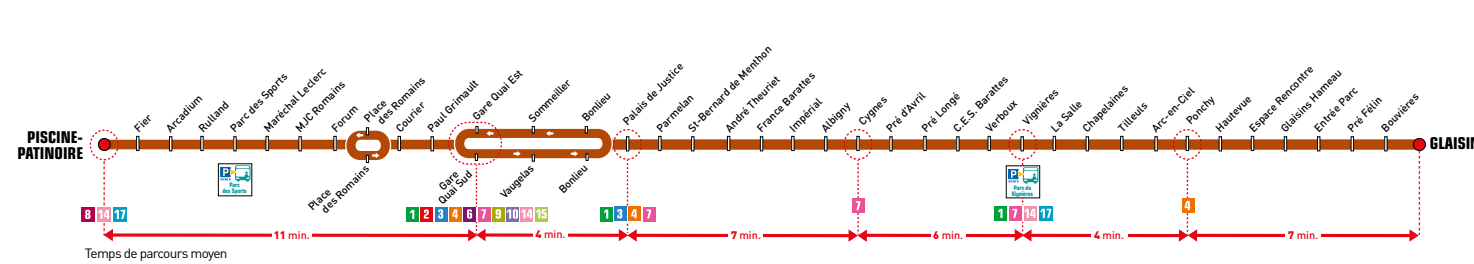 PISCINE-
PATINOIRE
Fier
Arcadium
Rulland
Parc des Sports
Maréchal Leclerc
MJC Romains
Forum
Place
des Romains
Courier
Paul Grimault
Gare Quai Est
Sommeiller
Bonlieu
Palais de Justice
Parmelan
St-Bernard de Menthon
André Theuriet
France Barattes
Impérial
Albigny
Cygnes
Pré d'Avril
Pré Longé
C.E.S. Barattes
Verboux
Vignières
La Salle
Chapelaines
Tilleuls
Arc-en-Ciel
Ponchy
Hautevue
Espace Rencontre
Glaisins Hameau
Entrée Parc
Pré Félin
Bouvières
GLAISIN
Place
des Romains
Gare
Quai Sud
Vaugelas
Bonlieu
P
Parc
des Sports
P
Parc de
Vignières
8 14 17
1 2 3 4 6 7 9 10 14 15
1 3 4 7
7
1 7 14 17
4
11 min.
4 min.
7 min.
6 min.
4 min.
7 min.
Temps de parcours moyen